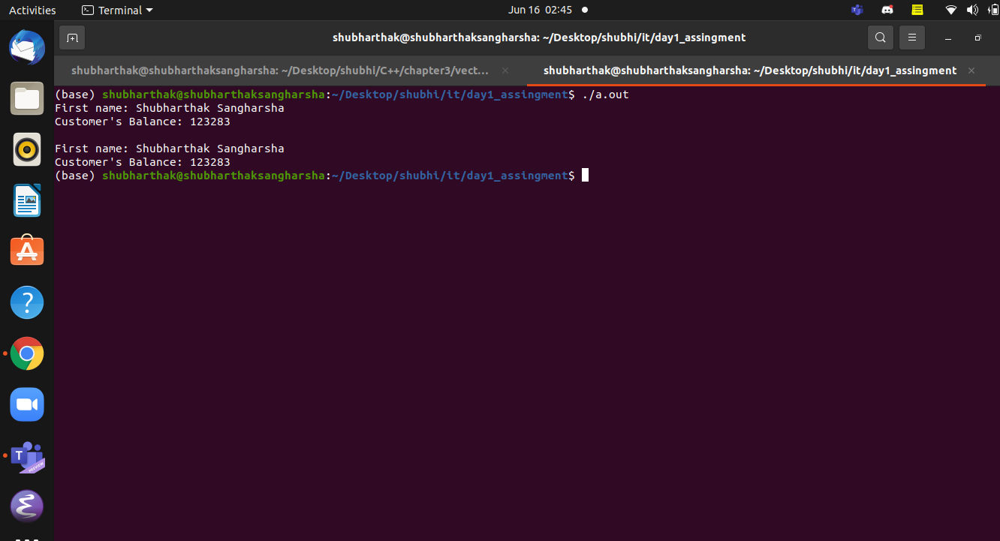 Activities
Terminal
Jun 16 02:45
shubharthak@shubharthaksangharsha: ~/Desktop/shubhi/it/day1_assingment
shubharthak@shubharthaksangharsha: ~/Desktop/shubhi/C++/chapter3/vect...
shubharthak@shubharthaksangharsha: ~/Desktop/shubhi/it/day1_assingment
(base) shubharthak@shubharthaksangharsha:~/Desktop/shubhi/it/day1_assingment$ ./a.out
First name: Shubharthak Sangharsha
Customer's Balance: 123283
First name: Shubharthak Sangharsha
Customer's Balance: 123283
(base) shubharthak@shubharthaksangharsha:~/Desktop/shubhi/it/day1_assingment$
?
T
PREVIEW